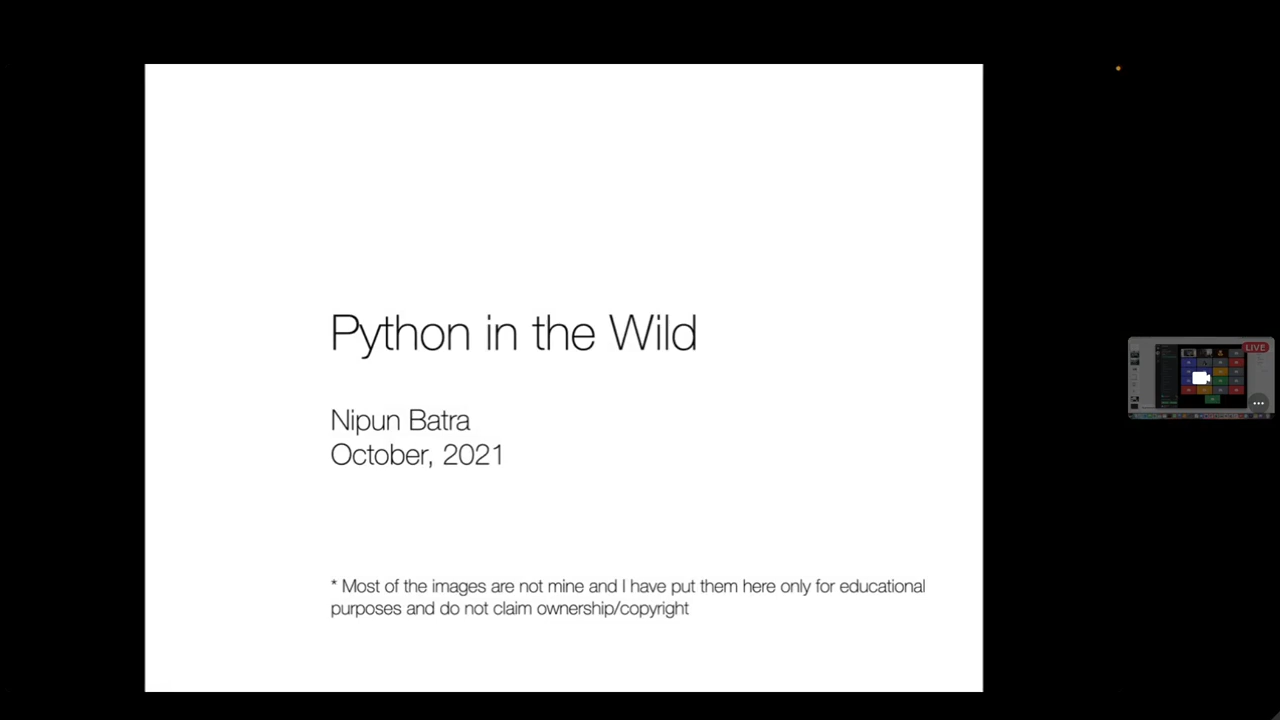 Python in the Wild
Nipun Batra
October, 2021
* Most of the images are not mine and I have put them here only for educational
purposes and do not claim ownership/copyright
LIVE